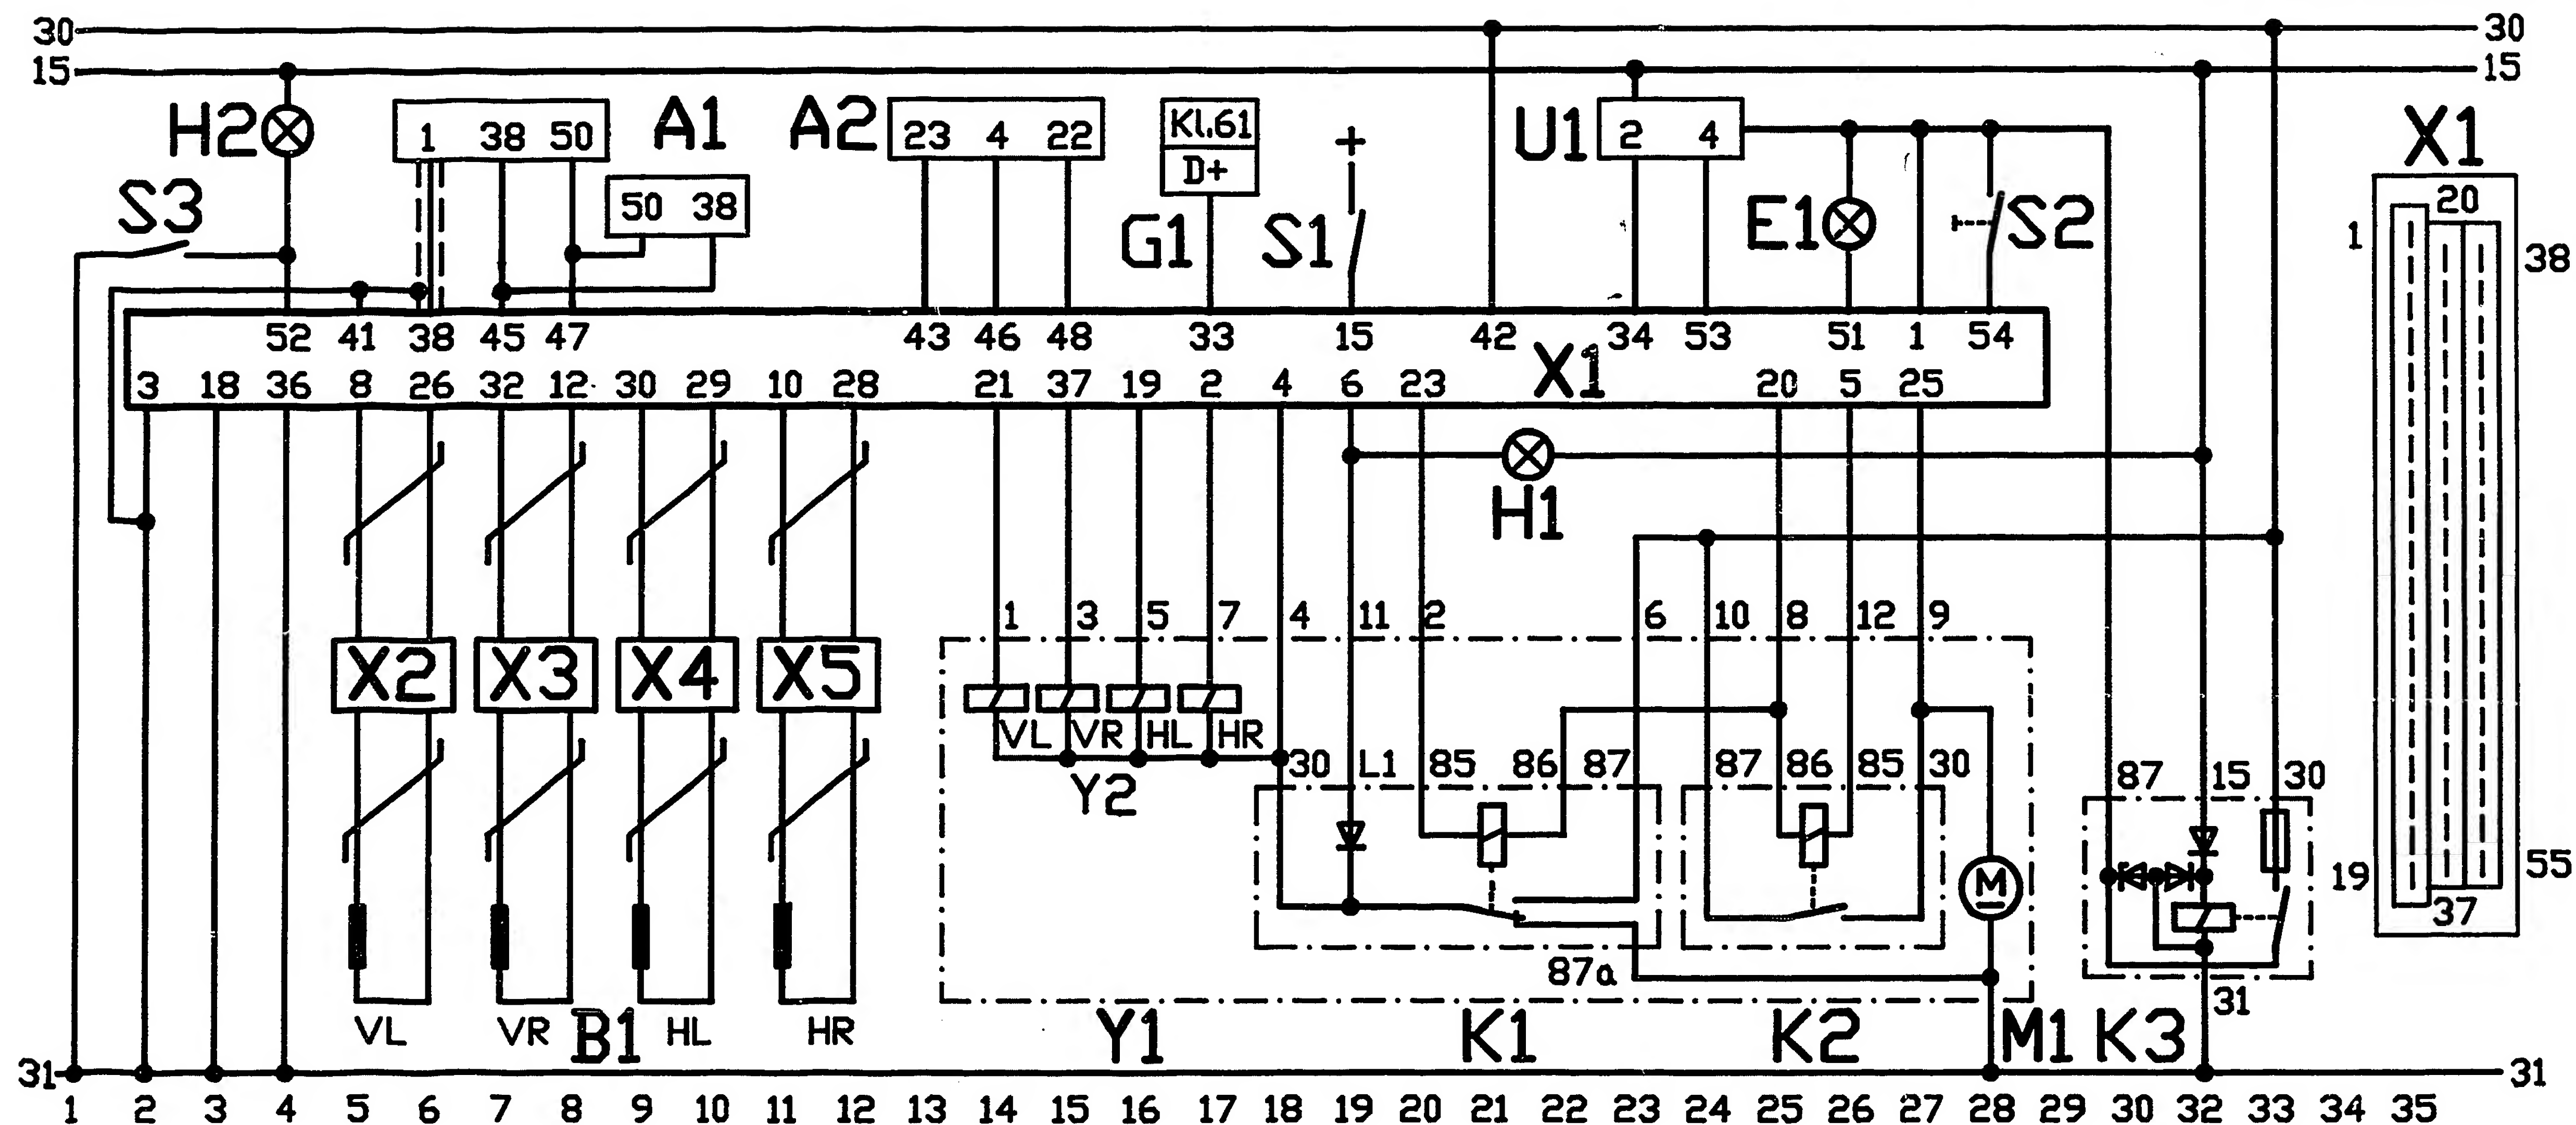 30 30
15 15
H2 1 38 50 A1 A2 23 4 22 Kl.61 + U1 2 4 X1
D+
S3 50 38 G1 S1 E1 S2 20
1 38
52 41 38 45 47 43 46 48 33 15 42 34 53 51 1 54
X1
3 18 36 8 26 32 12 30 29 10 28 21 37 19 2 4 6 23 20 5 25
H1
1 3 5 7 4 11 2 6 10 8 12 9
X2 X3 X4 X5
VL VR HL HR
30 L1 85 86 87 87 86 85 30 87 15 30
Y2
M 19 55
37
87a
31
VL VR B1 HL HR Y1 K1 K2 M1 K3
31 31
1 2 3 4 5 6 7 8 9 10 11 12 13 14 15 16 17 18 19 20 21 22 23 24 25 26 27 28 29 30 32 33 34 35